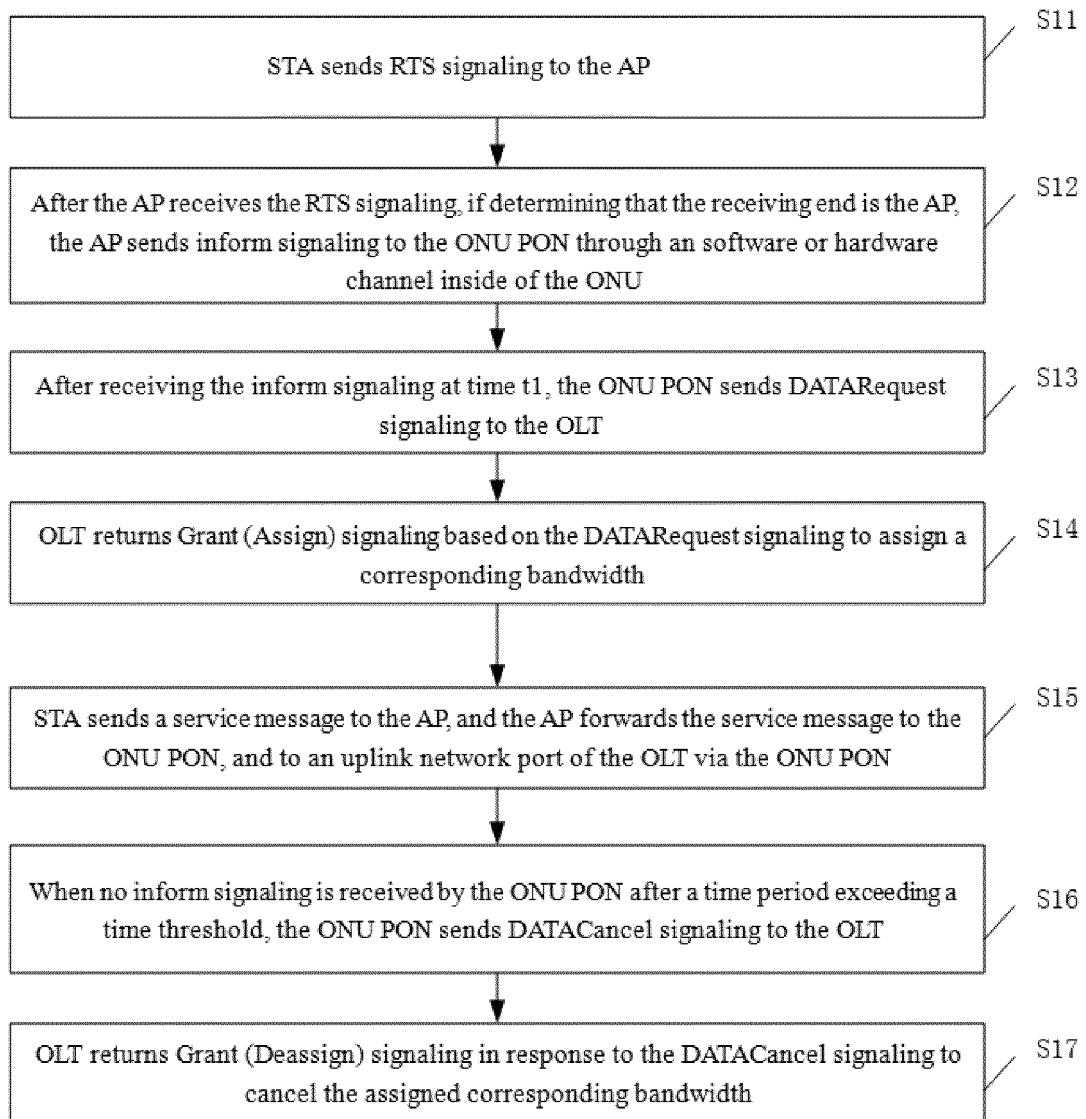 S11
STA sends RTS signaling to the AP
S12
After the AP receives the RTS signaling, if determining that the receiving end is the AP,
the AP sends inform signaling to the ONU PON through an software or hardware
channel inside of the ONU
S13
After receiving the inform signaling at time t1, the ONU PON sends DATARequest
signaling to the OLT
S14
OLT returns Grant (Assign) signaling based on the DATARequest signaling to assign a
corresponding bandwidth
S15
STA sends a service message to the AP, and the AP forwards the service message to the
ONU PON, and to an uplink network port of the OLT via the ONU PON
S16
When no inform signaling is received by the ONU PON after a time period exceeding a
time threshold, the ONU PON sends DATACancel signaling to the OLT
S17
OLT returns Grant (Deassign) signaling in response to the DATACancel signaling to
cancel the assigned corresponding bandwidth